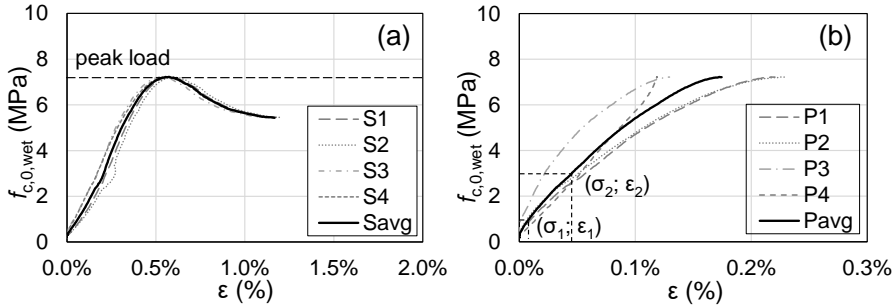 (a)
peak load
10
8
6
4
2
0
f c,0,wet (MPa)
S1
S2
S3
S4
Savg
0.0% 0.5% 1.0% 1.5% 2.0%
ε (%)
(b)
10
8
6
4
2
0
f c,0,wet (MPa)
(σ2; ε2)
(σ1; ε1)
P1
P2
P3
P4
Pavg
0.0% 0.1% 0.2% 0.3%
ε (%)